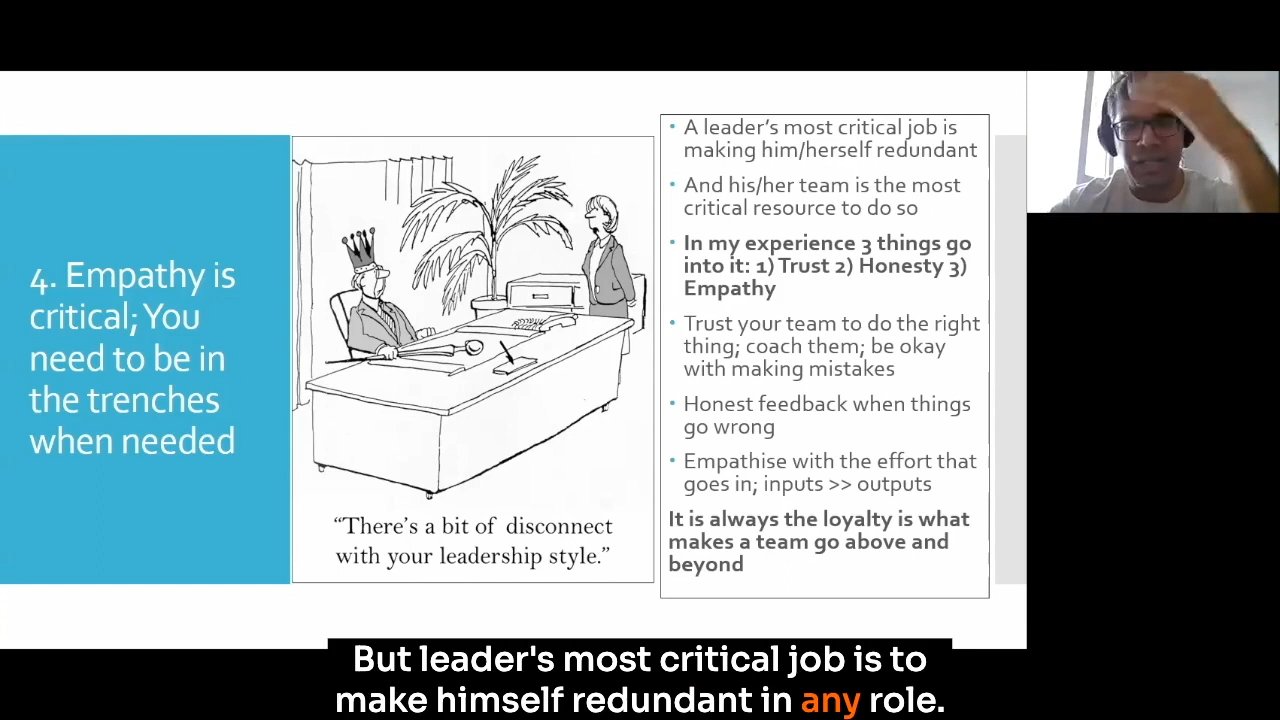 4. Empathy is
critical; You
need to be in
the trenches
when needed
“There’s a bit of disconnect
with your leadership style.”
• A leader’s most critical job is
making him/herself redundant
• And his/her team is the most
critical resource to do so
• In my experience 3 things go
into it: 1) Trust 2) Honesty 3)
Empathy
• Trust your team to do the right
thing; coach them; be okay
with making mistakes
• Honest feedback when things
go wrong
• Empathise with the effort that
goes in; inputs >> outputs
It is always the loyalty is what
makes a team go above and
beyond
But leader's most critical job is to
make himself redundant in any role.